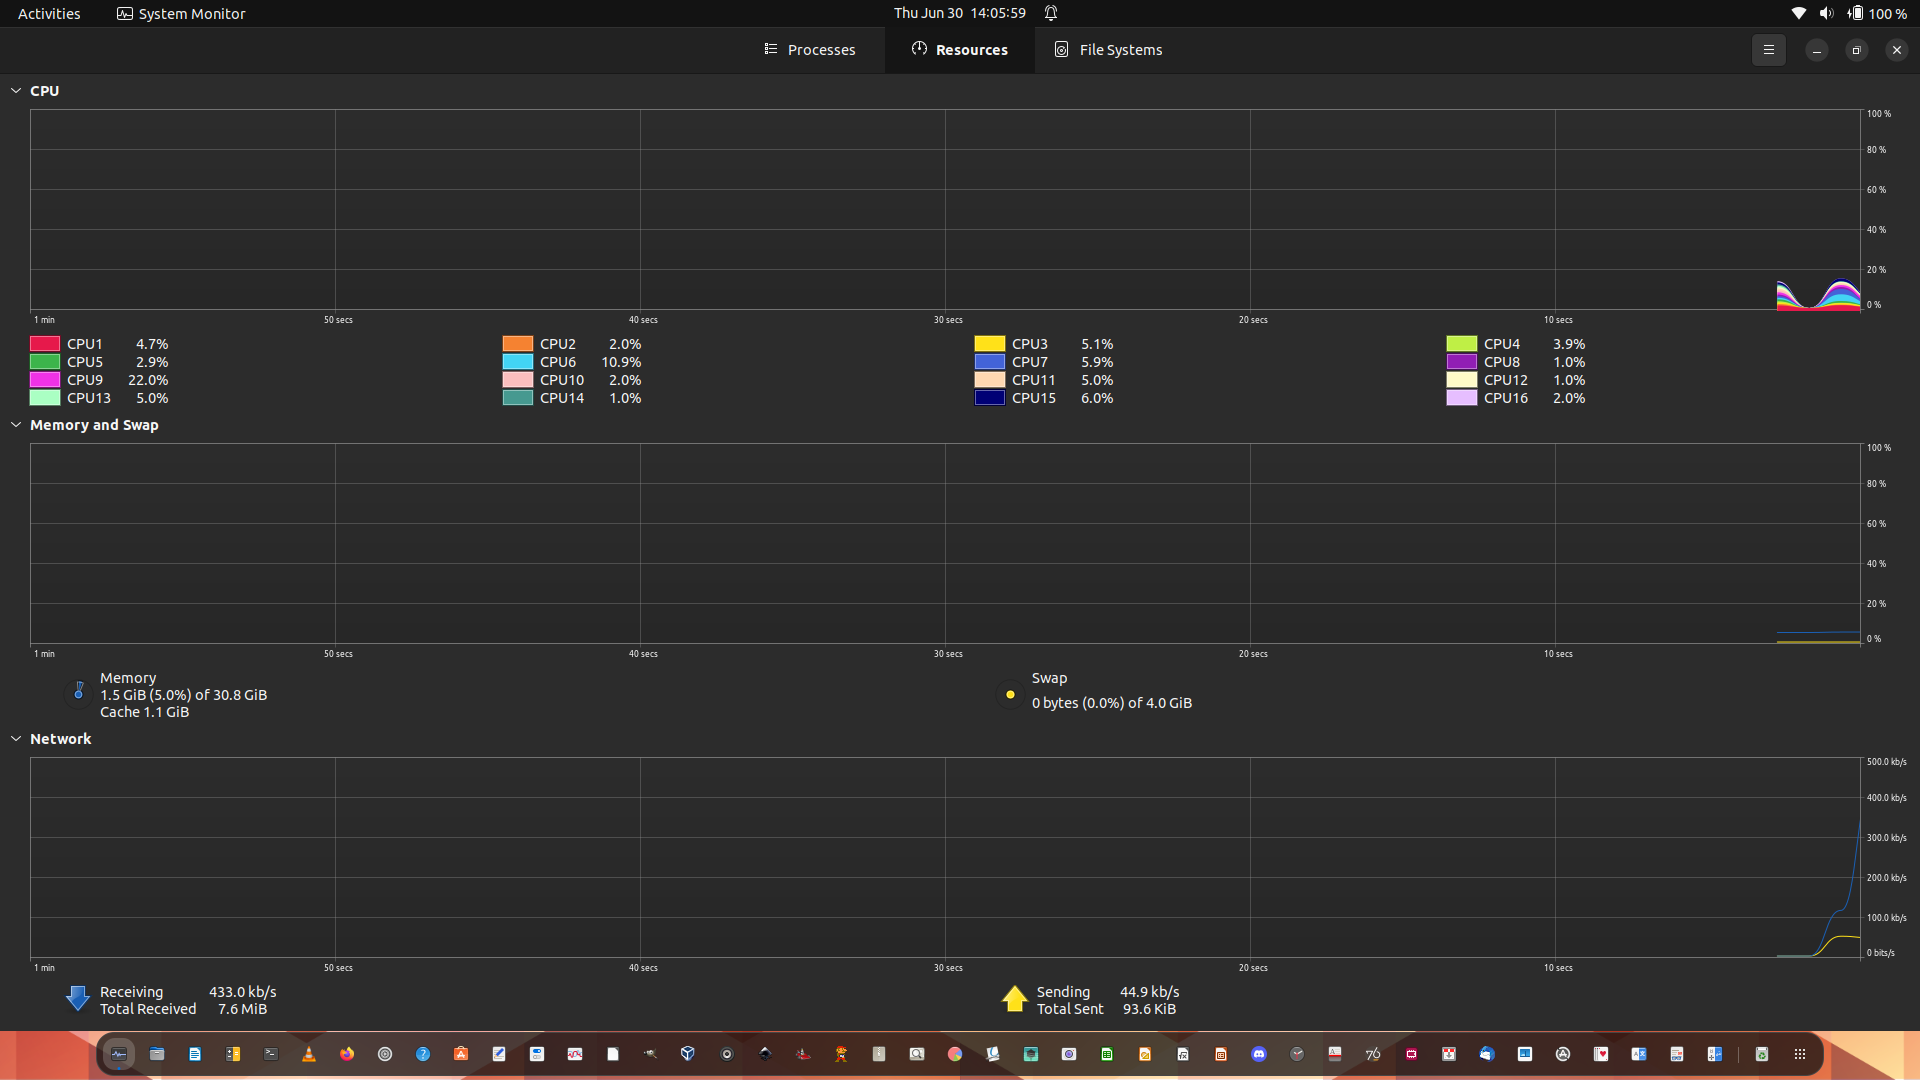 Activities System Monitor Thu Jun 30 14:05:59 100 %
Processes Resources File Systems
CPU
100 %
80 %
60 %
40 %
20 %
0 %
1 min 50 secs 40 secs 30 secs 20 secs 10 secs
CPU1 4.7% CPU2 2.0% CPU3 5.1% CPU4 3.9%
CPU5 2.9% CPU6 10.9% CPU7 5.9% CPU8 1.0%
CPU9 22.0% CPU10 2.0% CPU11 5.0% CPU12 1.0%
CPU13 5.0% CPU14 1.0% CPU15 6.0% CPU16 2.0%
Memory and Swap
100 %
80 %
60 %
40 %
20 %
0 %
1 min 50 secs 40 secs 30 secs 20 secs 10 secs
Memory Swap
1.5 GiB (5.0%) of 30.8 GiB 0 bytes (0.0%) of 4.0 GiB
Cache 1.1 GiB
Network
500.0 kb/s
400.0 kb/s
300.0 kb/s
200.0 kb/s
100.0 kb/s
0 bits/s
1 min 50 secs 40 secs 30 secs 20 secs 10 secs
Receiving 433.0 kb/s Sending 44.9 kb/s
Total Received 7.6 MiB Total Sent 93.6 KiB